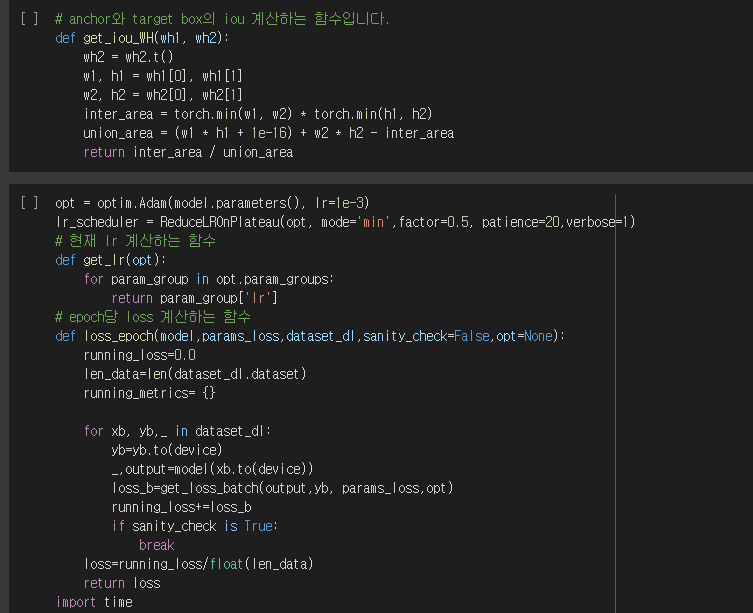 [ ] # anchor와 target box의 iou 계산하는 함수입니다.
def get_iou_WH(wh1, wh2):
    wh2 = wh2.t()
    w1, h1 = wh1[0], wh1[1]
    w2, h2 = wh2[0], wh2[1]
    inter_area = torch.min(w1, w2) * torch.min(h1, h2)
    union_area = (w1 * h1 + 1e-16) + w2 * h2 - inter_area
    return inter_area / union_area
[ ] opt = optim.Adam(model.parameters(), lr=1e-3)
lr_scheduler = ReduceLROnPlateau(opt, mode='min',factor=0.5, patience=20,verbose=1)
# 현재 lr 계산하는 함수
def get_lr(opt):
    for param_group in opt.param_groups:
        return param_group['lr']
# epoch당 loss 계산하는 함수
def loss_epoch(model,params_loss,dataset_dl,sanity_check=False,opt=None):
    running_loss=0.0
    len_data=len(dataset_dl.dataset)
    running_metrics= {}
    for xb, yb,_ in dataset_dl:
        yb=yb.to(device)
        _,output=model(xb.to(device))
        loss_b=get_loss_batch(output,yb, params_loss,opt)
        running_loss+=loss_b
        if sanity_check is True:
            break
    loss=running_loss/float(len_data)
    return loss
import time